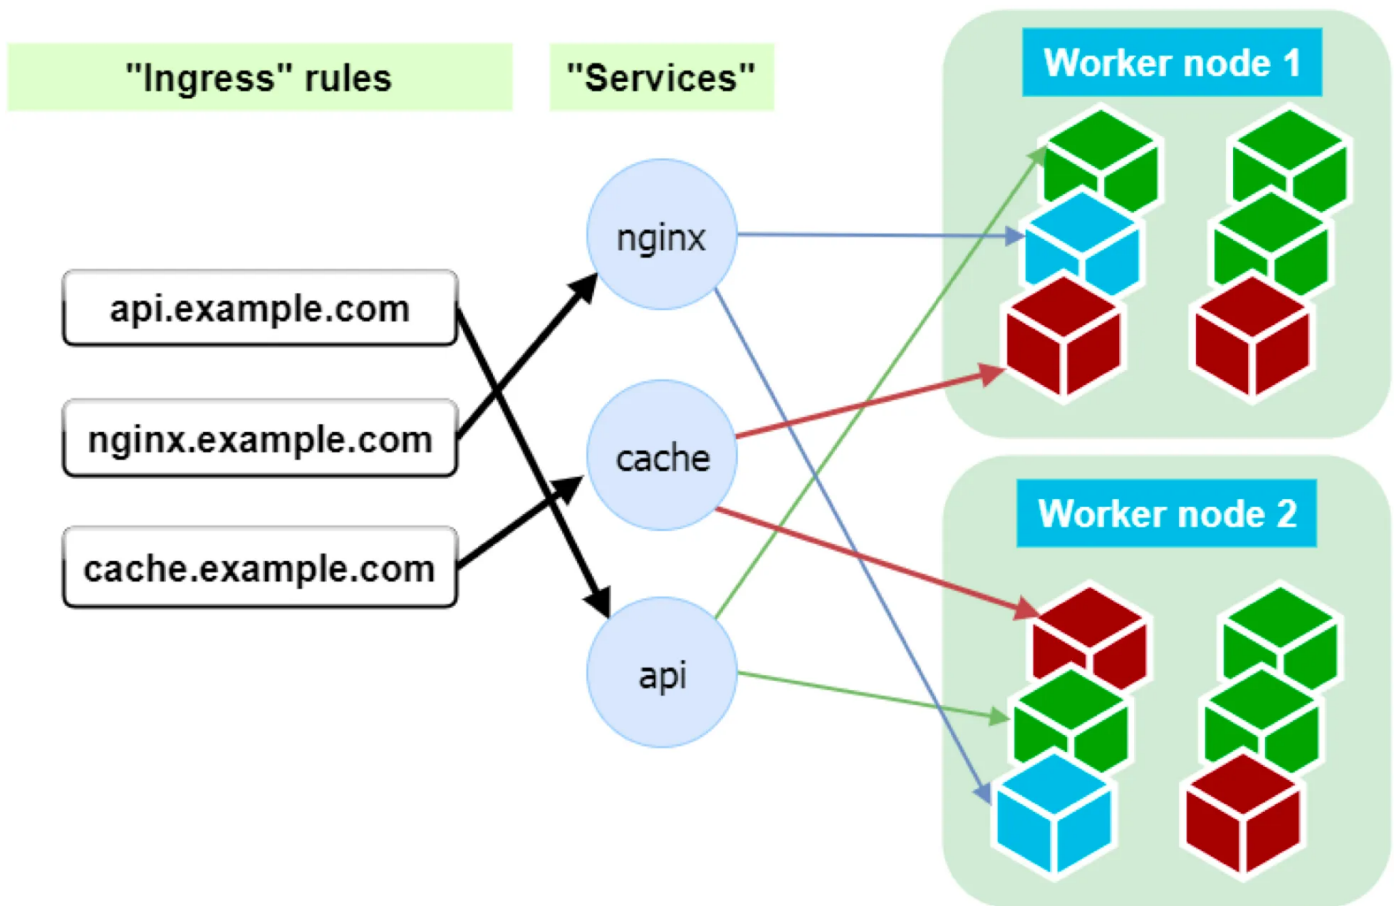 "Ingress" rules
"Services"
Worker node 1
nginx
api.example.com
nginx.example.com
cache
Worker node 2
cache.example.com
api